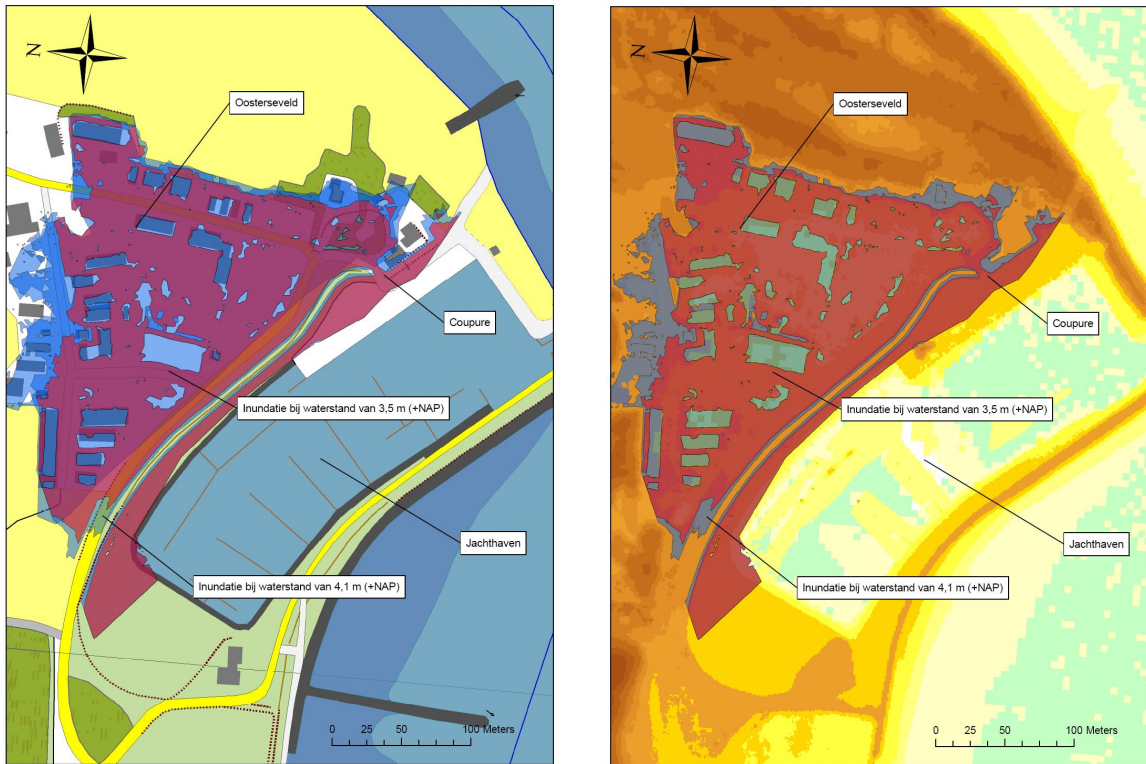 N
Oosterseveld
Coupure
Inundatie bij waterstand van 3,5 m (+NAP)
Jachthaven
Inundatie bij waterstand van 4,1 m (+NAP)
0 25 50 100 Meters
N
Oosterseveld
Coupure
Inundatie bij waterstand van 3,5 m (+NAP)
Jachthaven
Inundatie bij waterstand van 4,1 m (+NAP)
0 25 50 100 Meters